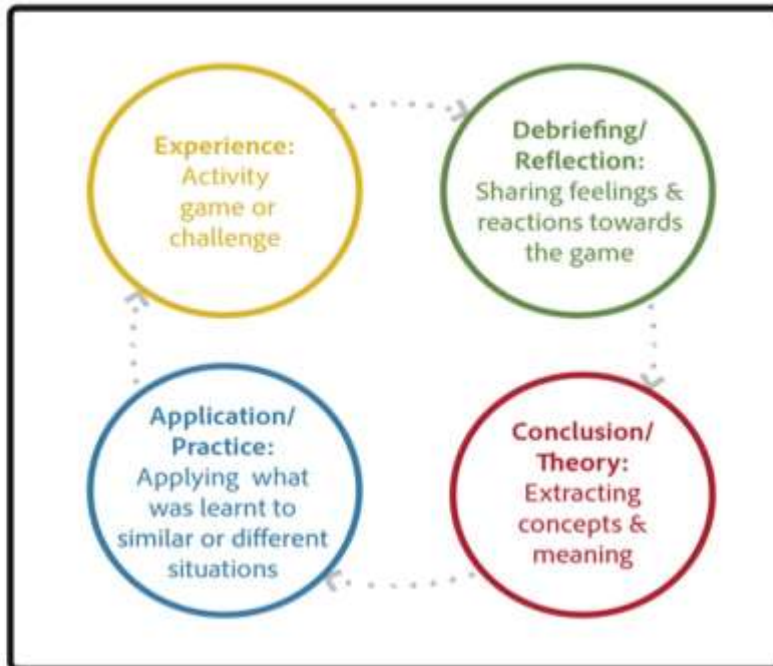 Experience:
Activity
game or
challenge
Debriefing/
Reflection:
Sharing feelings &
reactions towards
the game
Conclusion/
Theory:
Extracting
concepts &
meaning
Application/
Practice:
Applying what
was learnt to
similar or different
situations